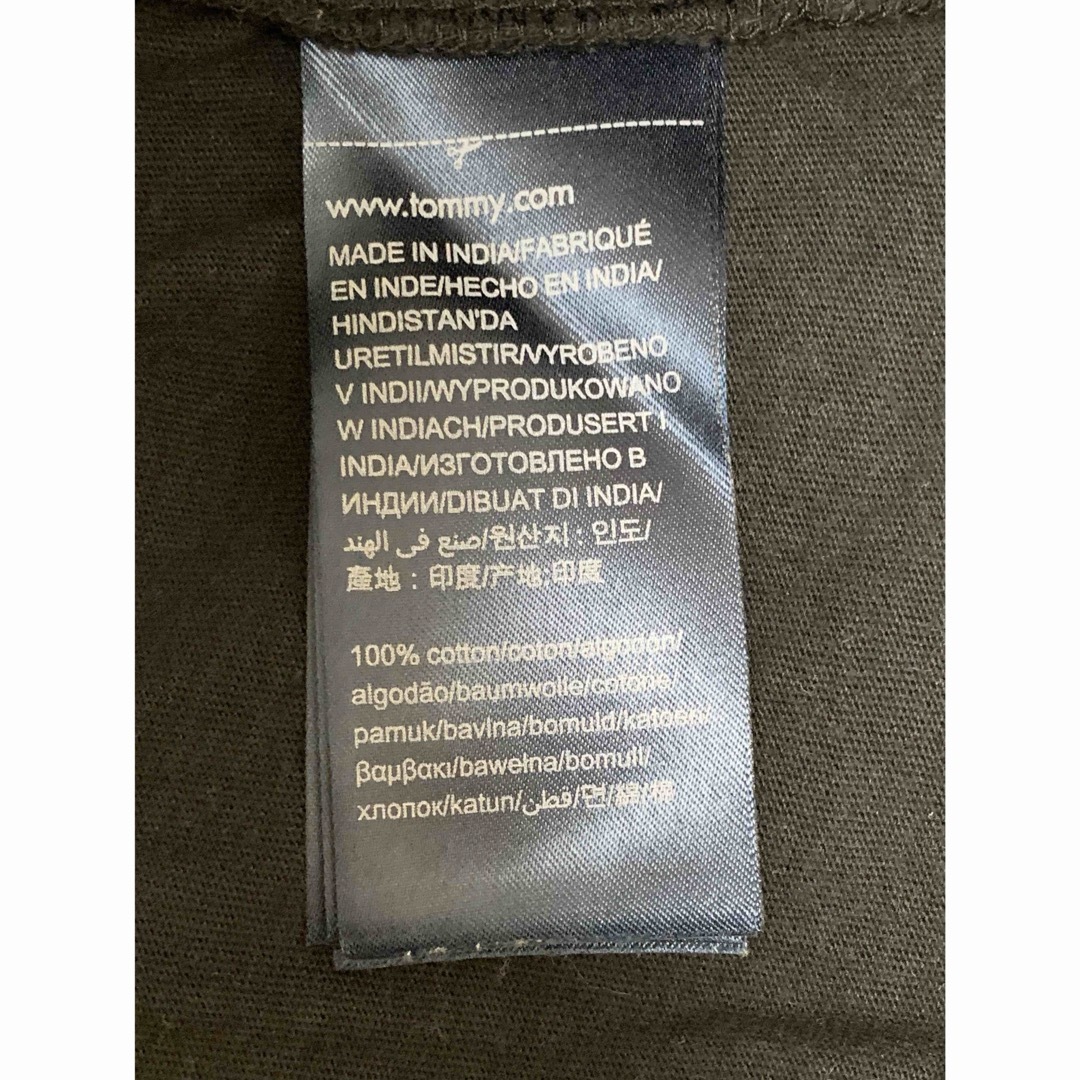 www.tommy.com
MADE IN INDIA/FABRIQUÉ
EN INDE/HECHO EN INDIA/
HINDISTAN'DA
URETILMISTIR/VYROBENO
V INDII/WYPRODUKOWANO
W INDIACH/PRODUSERT I
INDIA/ИЗГОТОВЛЕНО В
ИНДИИ/DIBUAT DI INDIA/
صنع في الهند/원산지 : 인도/
產地 : 印度/产地:印度
100% cotton/coton/algodón/
algodão/baumwolle/cotone/
pamuk/bavlna/bomuld/katoen/
βαμβακι/bawełna/bomull/
хлопок/katun/قطن/면/綿/棉